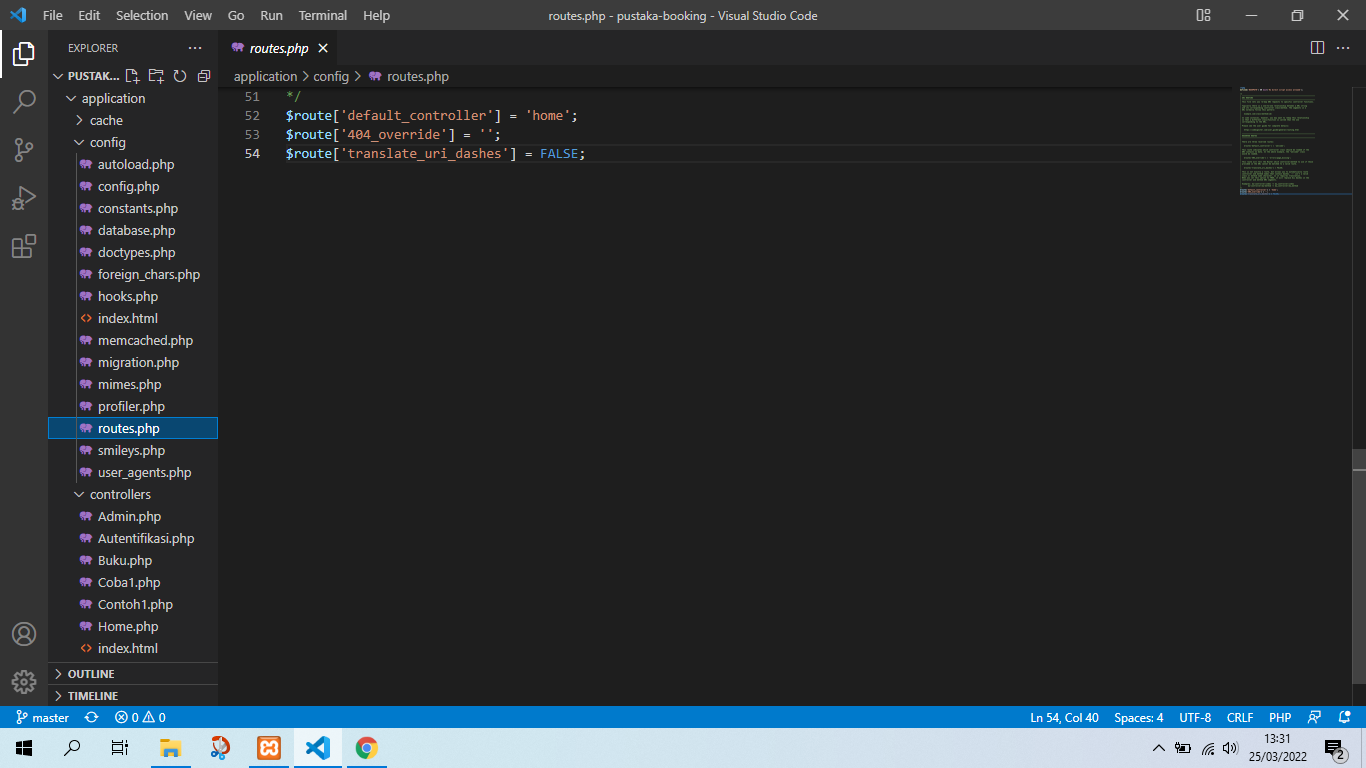 File Edit Selection View Go Run Terminal Help
routes.php - pustaka-booking - Visual Studio Code
EXPLORER
PUSTAK...
application
cache
config
autoload.php
config.php
constants.php
database.php
doctypes.php
foreign_chars.php
hooks.php
index.html
memcached.php
migration.php
mimes.php
profiler.php
routes.php
smileys.php
user_agents.php
controllers
Admin.php
Autentifikasi.php
Buku.php
Coba1.php
Contoh1.php
Home.php
index.html
OUTLINE
TIMELINE
routes.php
application > config > routes.php
51 */
52 $route['default_controller'] = 'home';
53 $route['404_override'] = '';
54 $route['translate_uri_dashes'] = FALSE;
master 0 0
Ln 54, Col 40 Spaces: 4 UTF-8 CRLF PHP
13:31
25/03/2022
2